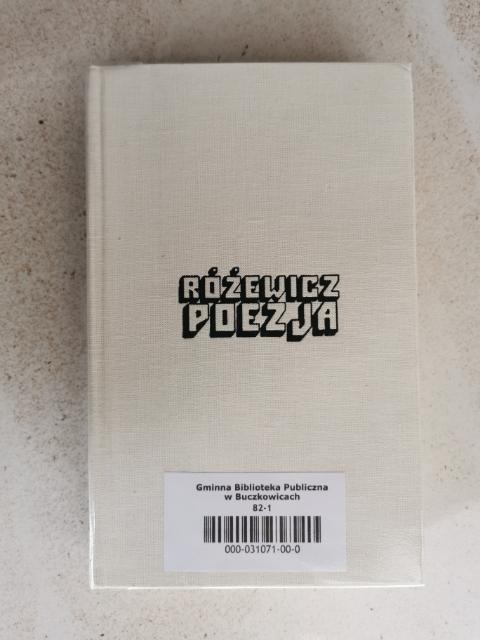 RÓŻEWICZ
POEZJA
Gminna Biblioteka Publiczna
w Buczkowicach
82-1
000-031071-00-0